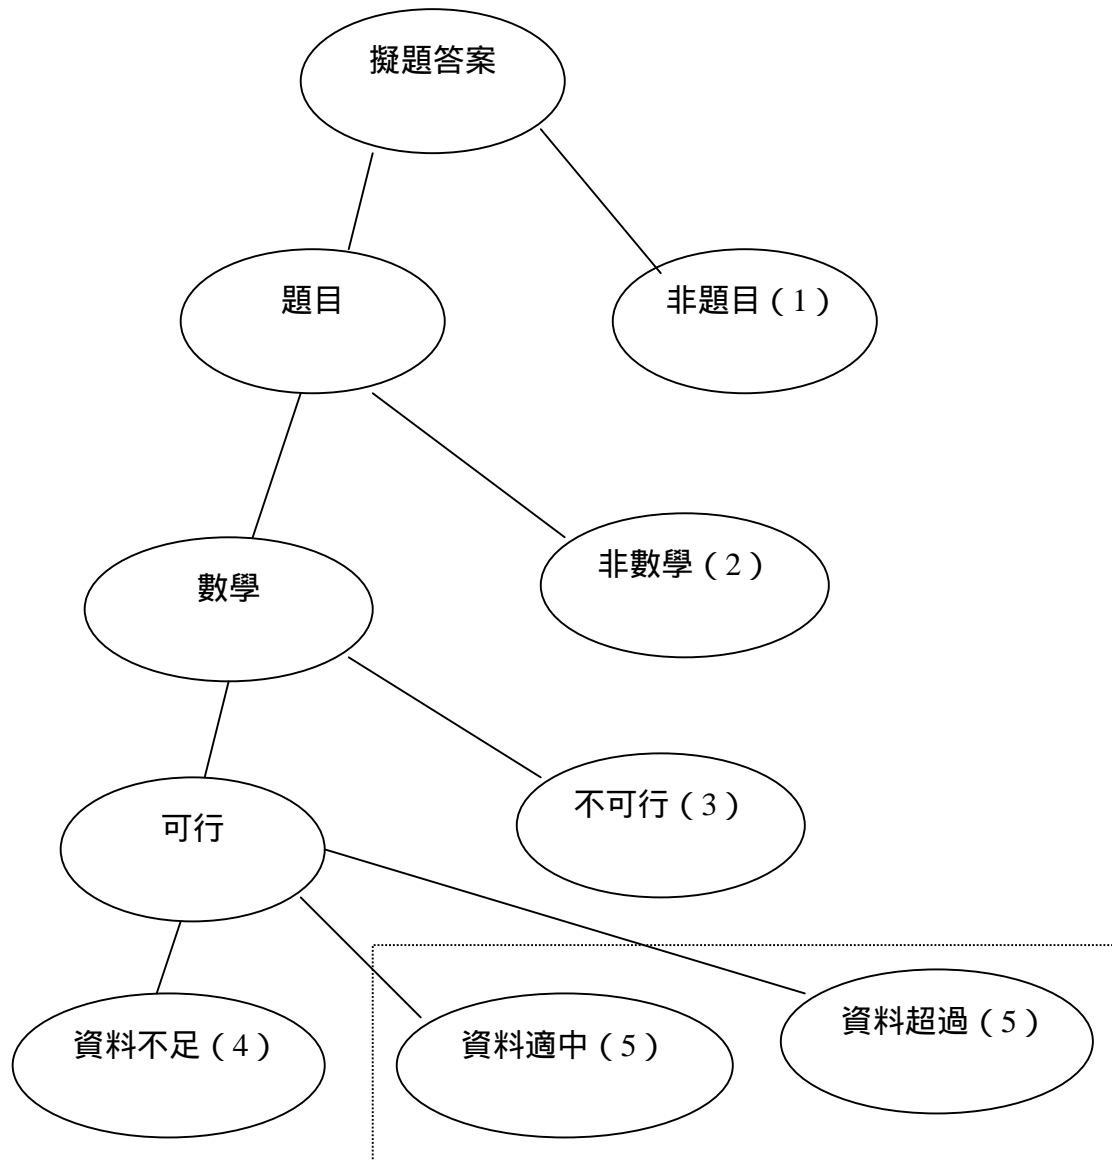 擬題答案
題目
非題目（1）
數學
非數學（2）
可行
不可行（3）
資料不足（4）
資料適中（5）
資料超過（5）